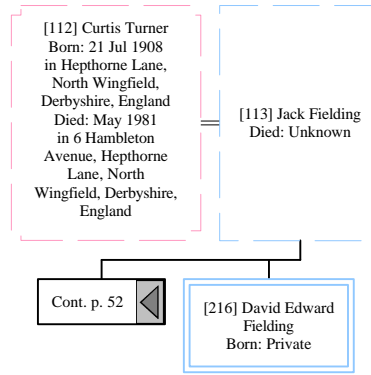 [112] Curtis Turner
Born: 21 Jul 1908
in Hepthorne Lane,
North Wingfield,
Derbyshire, England
Died: May 1981
in 6 Hambleton
Avenue, Hepthorne
Lane, North
Wingfield, Derbyshire,
England
[113] Jack Fielding
Died: Unknown
Cont. p. 52
[216] David Edward
Fielding
Born: Private